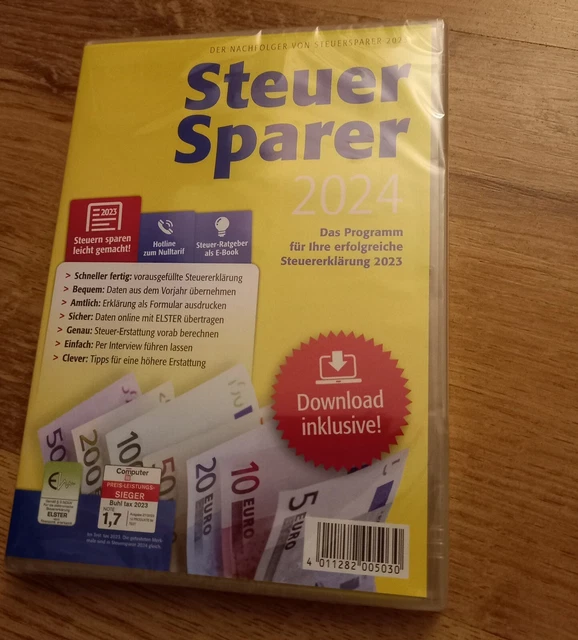 DER NACHFOLGER VON STEUERSPARER
Steuer
Sparer
2024
Das Programm
für Ihre erfolgreiche
Steuererklärung 2023
2023
Steuern sparen
leicht gemacht!
Hotline
zum Nulltarif
Steuer-Ratgeber
als E-Book
> Schneller fertig: vorausgefüllte Steuererklärung
> Bequem: Daten aus dem Vorjahr übernehmen
> Amtlich: Erklärung als Formular ausdrucken
> Sicher: Daten online mit ELSTER übertragen
> Genau: Steuer-Erstattung vorab berechnen
> Einfach: Per Interview führen lassen
> Clever: Tipps für eine höhere Erstattung
Download
inklusive!
200
100
50
20 EURO
10 EURO
5 EURO
ELSTER
Computer
PREIS-LEISTUNGS-
SIEGER
Buhl tax 2023
NOTE
1,7
4 011282 005030